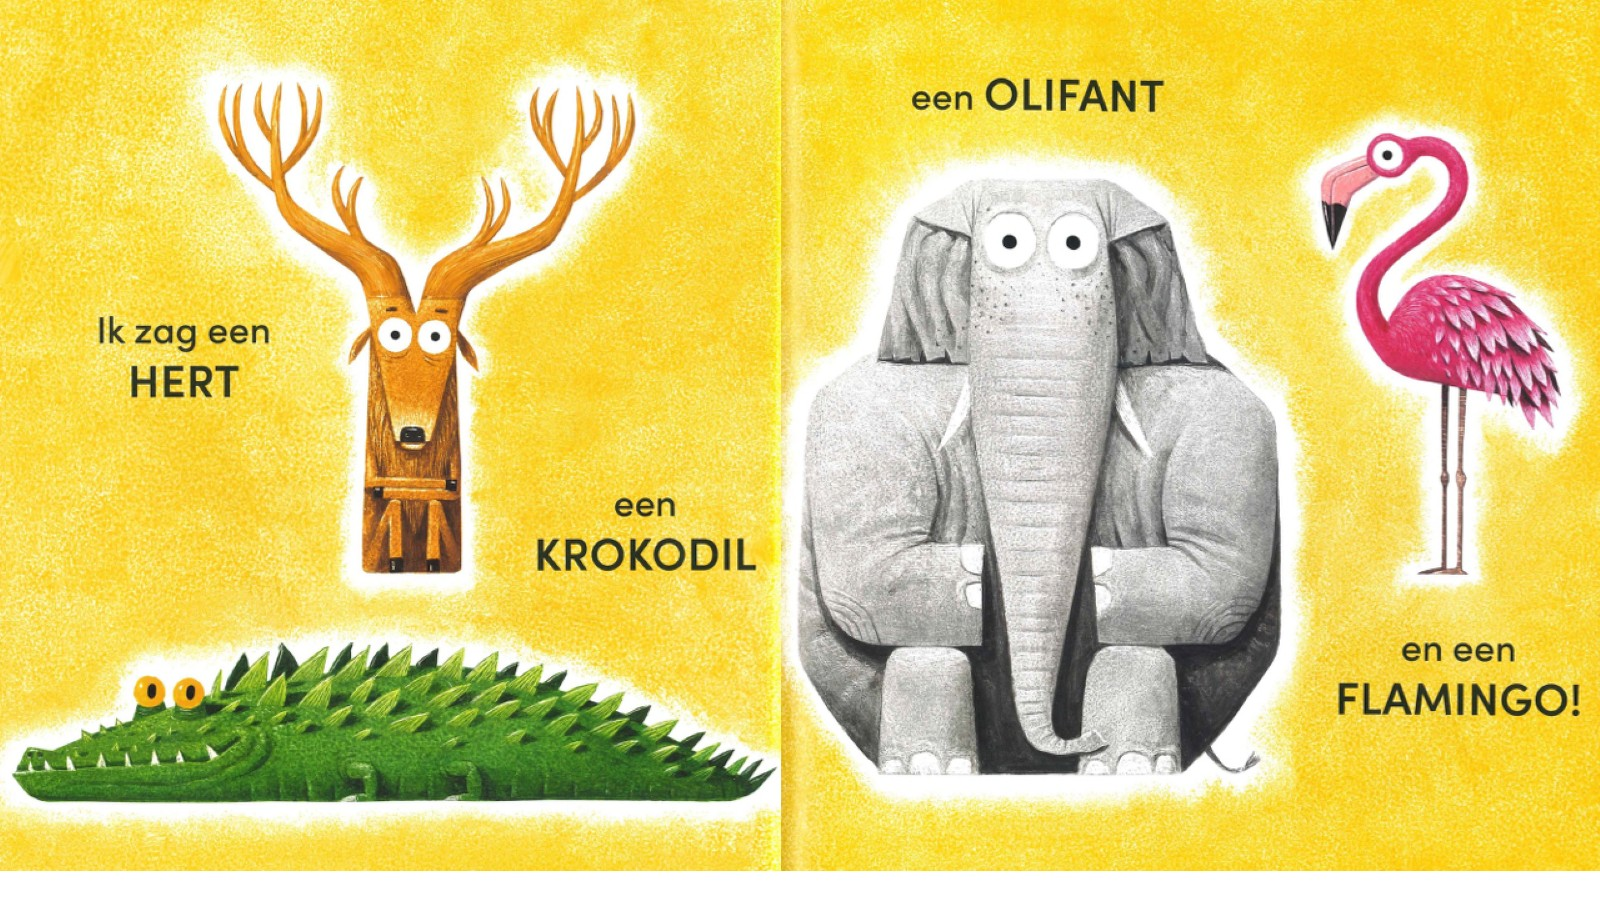 Ik zag een
HERT
een
KROKODIL
een OLIFANT
en een
FLAMINGO!